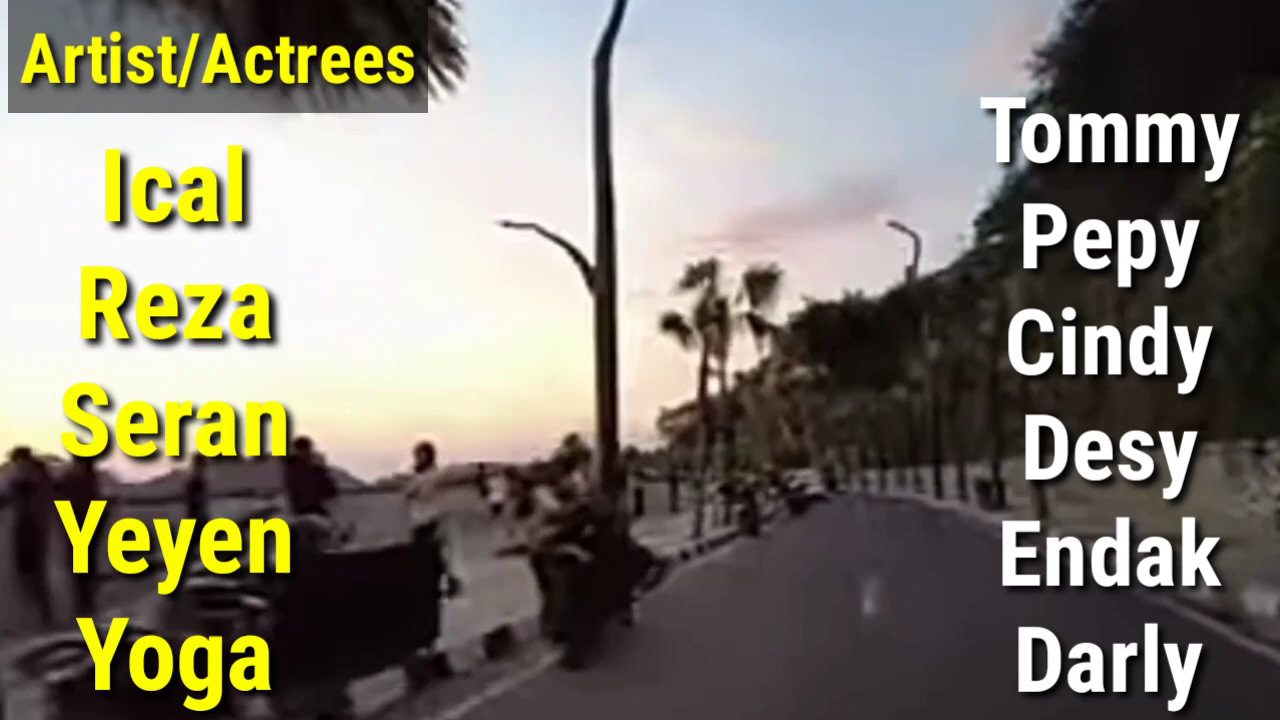 Artist/Actrees
Ical
Reza
Seran
Yeyen
Yoga
Tommy
Pepy
Cindy
Desy
Endak
Darly